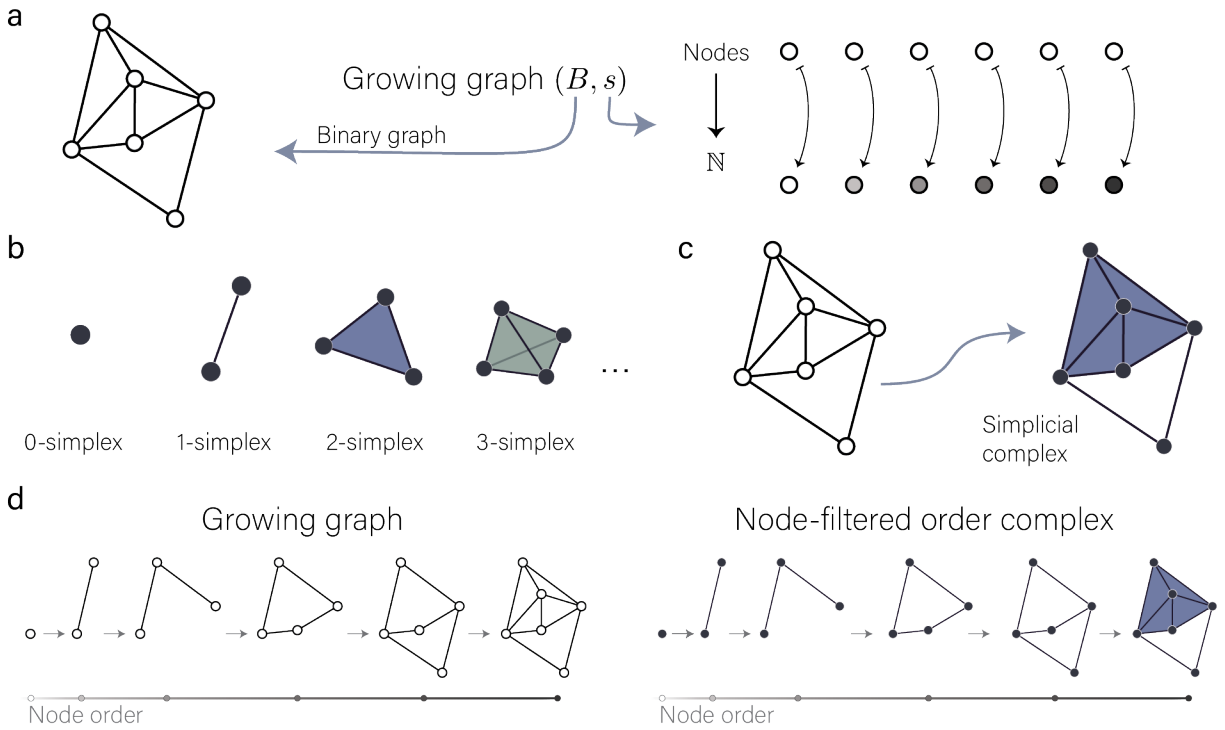 a
Growing graph (B, s)
Binary graph
Nodes
ℕ
b
0-simplex
1-simplex
2-simplex
3-simplex
...
c
Simplicial
complex
d
Growing graph
Node order
Node-filtered order complex
Node order